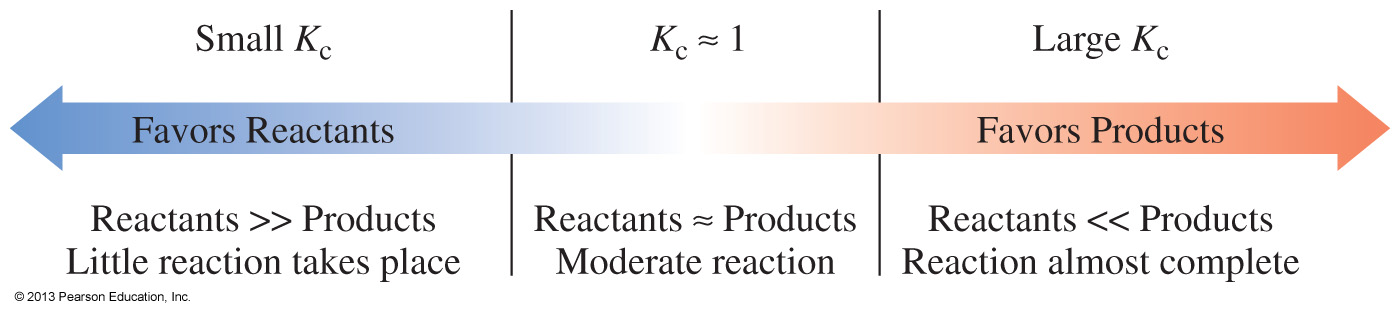 Small Kc
Kc ≈ 1
Large Kc
Favors Reactants
Favors Products
Reactants >> Products
Little reaction takes place
Reactants ≈ Products
Moderate reaction
Reactants << Products
Reaction almost complete
© 2013 Pearson Education, Inc.